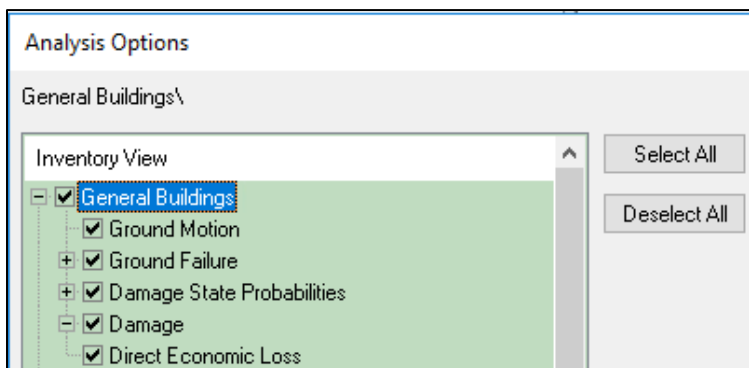 Analysis Options
General Buildings\
Inventory View
Select All
General Buildings
Deselect All
Ground Motion
Ground Failure
Damage State Probabilities
Damage
Direct Economic Loss